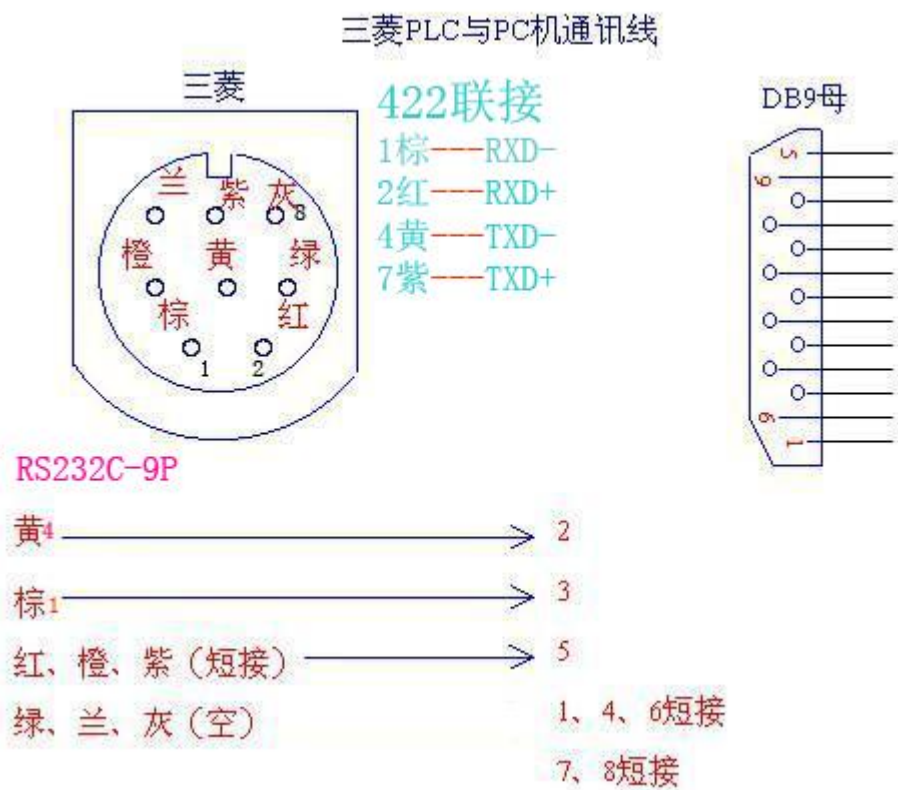 三菱PLC与PC机通讯线
三菱
422联接
DB9母
1棕---RXD-
2红---RXD+
4黄---TXD-
7紫---TXD+
兰 紫 灰
8
橙 黄 绿
棕 红
1 2
5
9
6
1
RS232C-9P
黄4 2
棕1 3
红、橙、紫（短接） 5
绿、兰、灰（空） 1、4、6短接
7、8短接